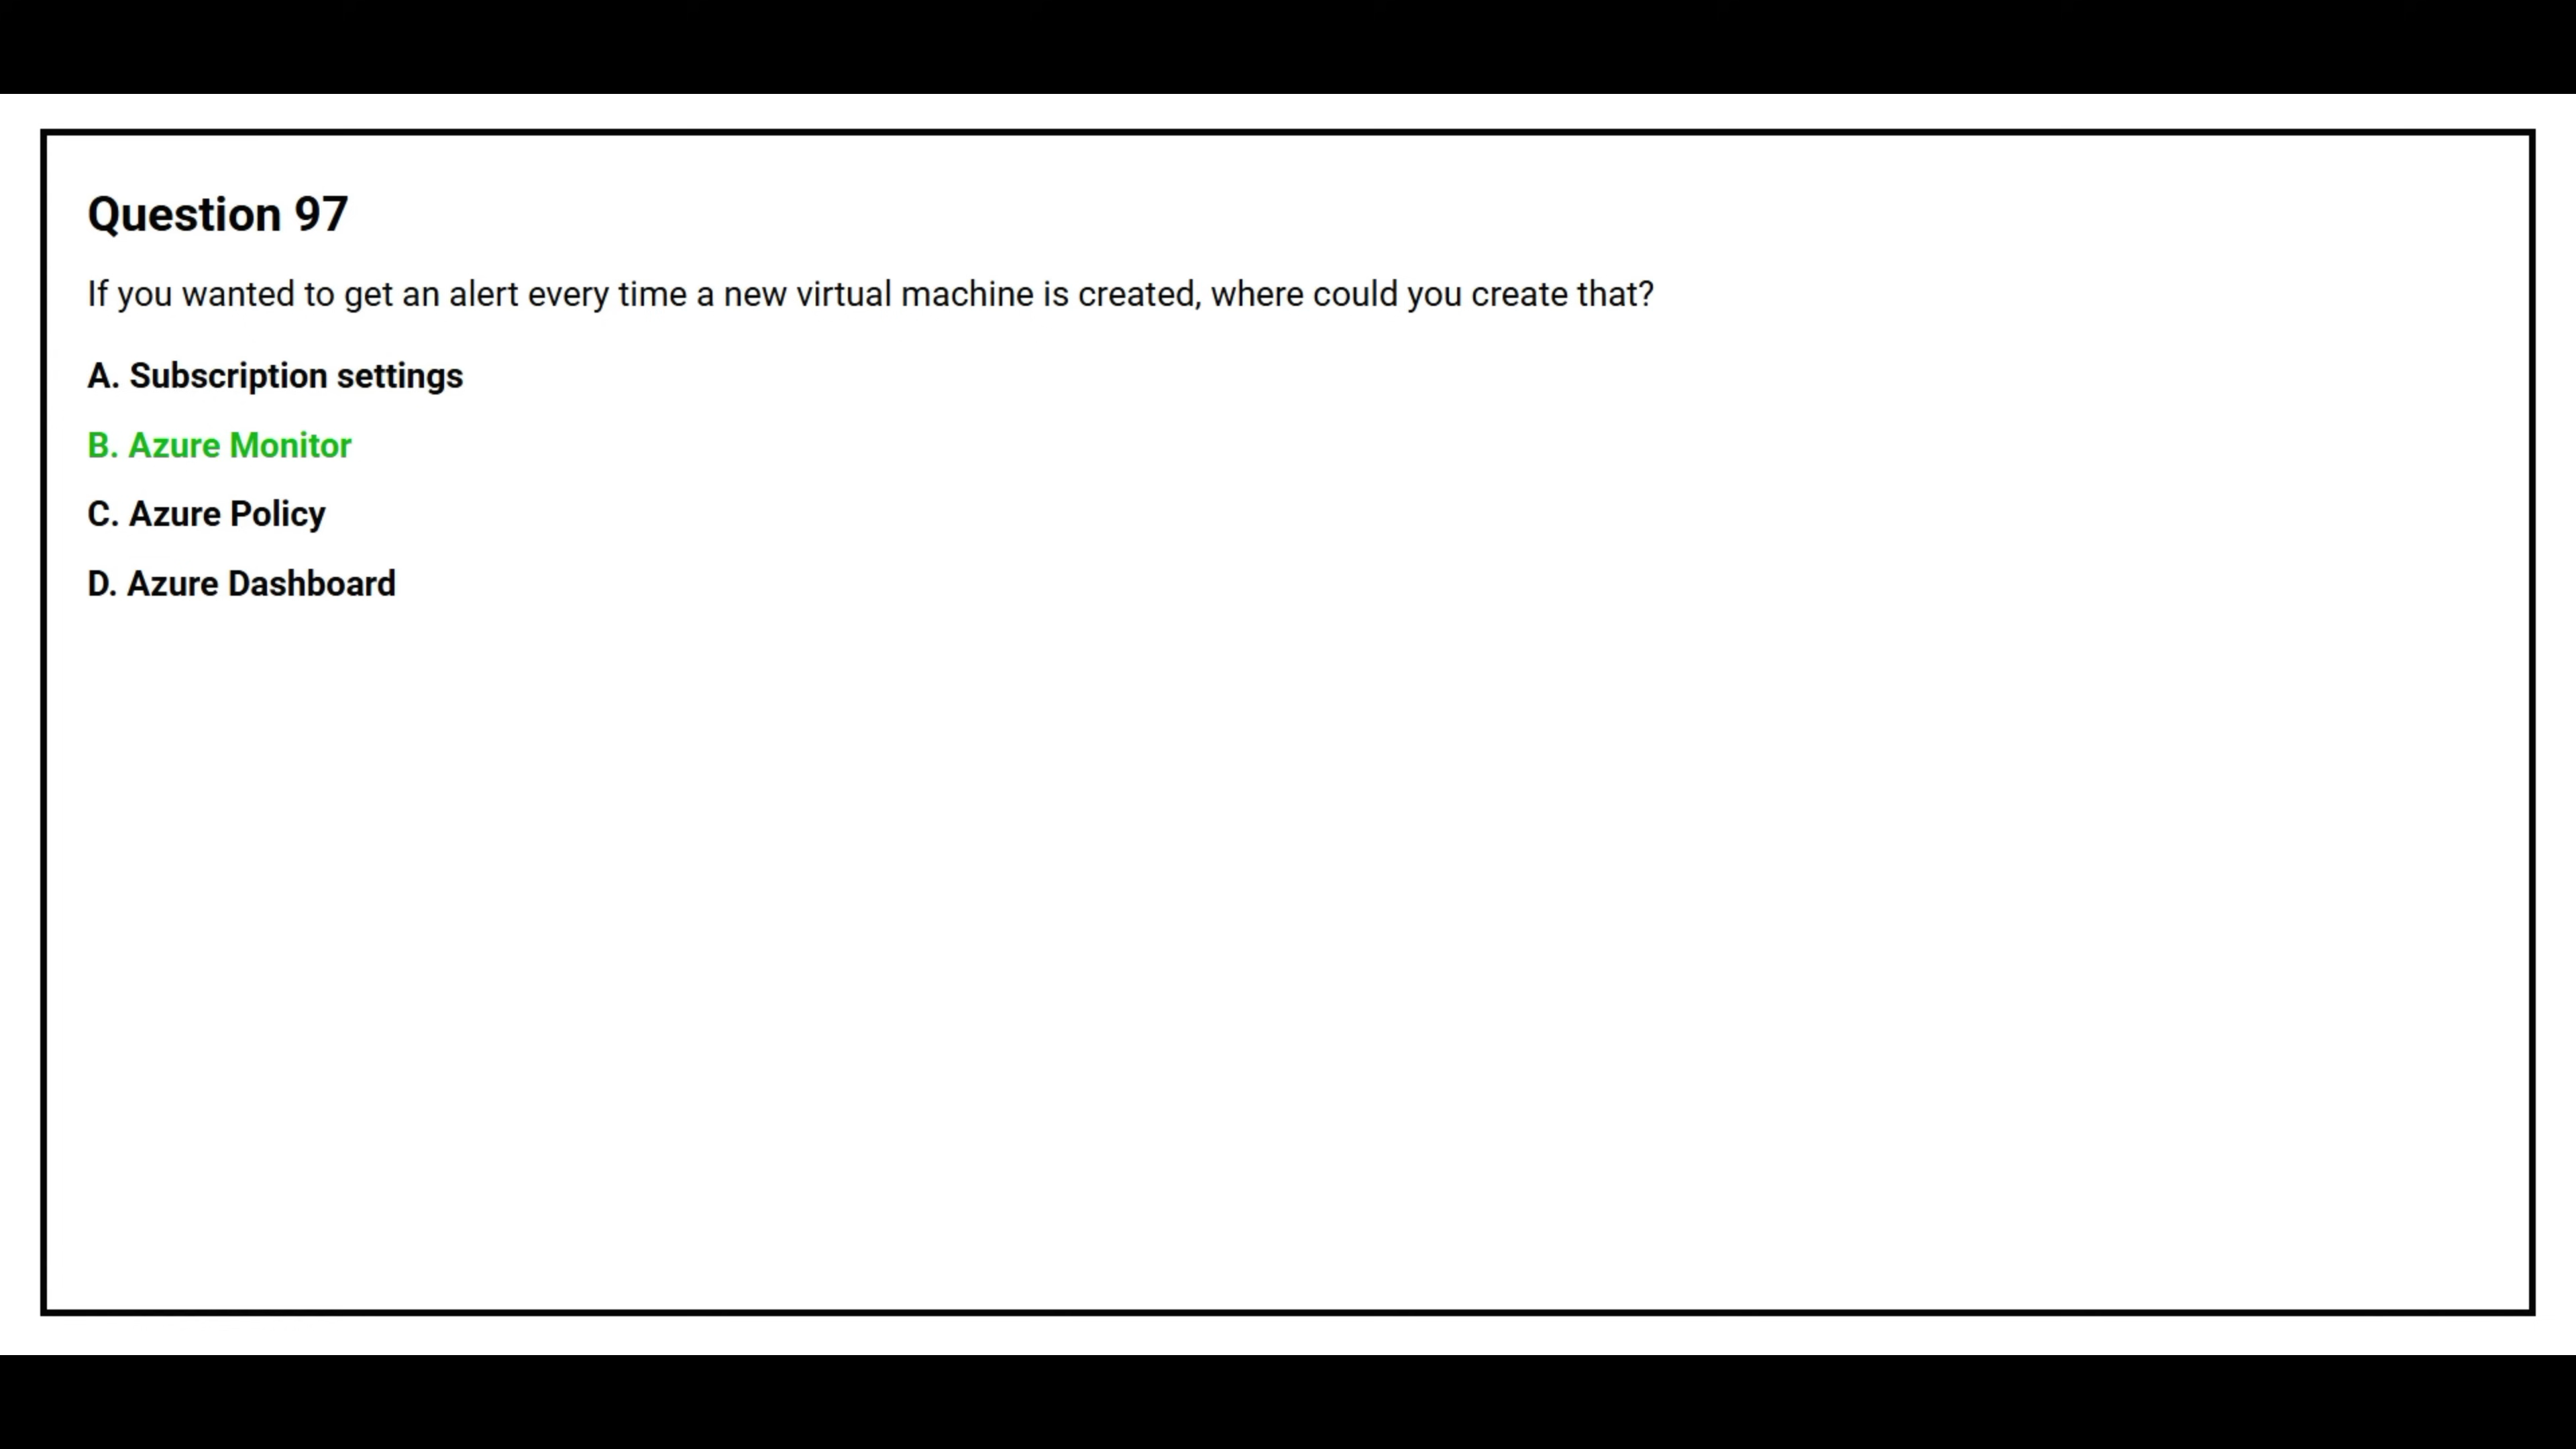 Question 97
If you wanted to get an alert every time a new virtual machine is created, where could you create that?
A. Subscription settings
B. Azure Monitor
C. Azure Policy
D. Azure Dashboard